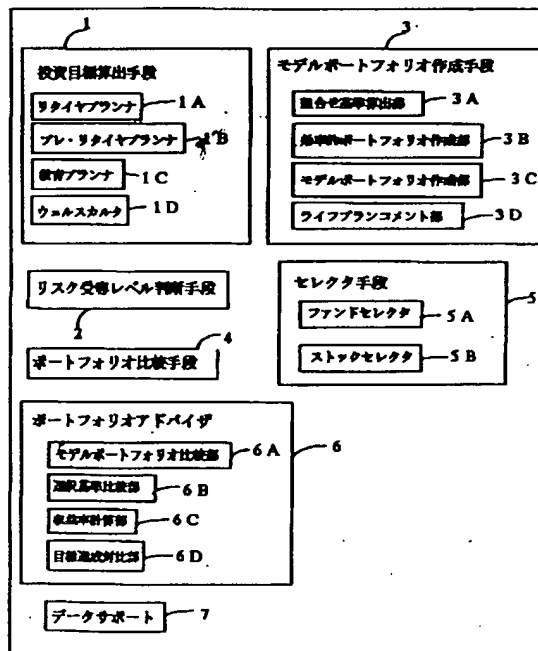 1
投資目標算出手段
リタイヤプランナ 1A
プレ・リタイヤプランナ 1B
教育プランナ 1C
ウェルスカルタ 1D
3
モデルポートフォリオ作成手段
組合せ基準算出部 3A
効率的ポートフォリオ作成部 3B
モデルポートフォリオ作成部 3C
ライフプランコメント部 3D
リスク受容レベル判断手段
2
ポートフォリオ比較手段 4
セレクタ手段 5
ファンドセレクタ 5A
ストックセレクタ 5B
ポートフォリオアドバイザ 6
モデルポートフォリオ比較部 6A
選択基準比較部 6B
収益率計算部 6C
目標達成対比部 6D
データサポート 7